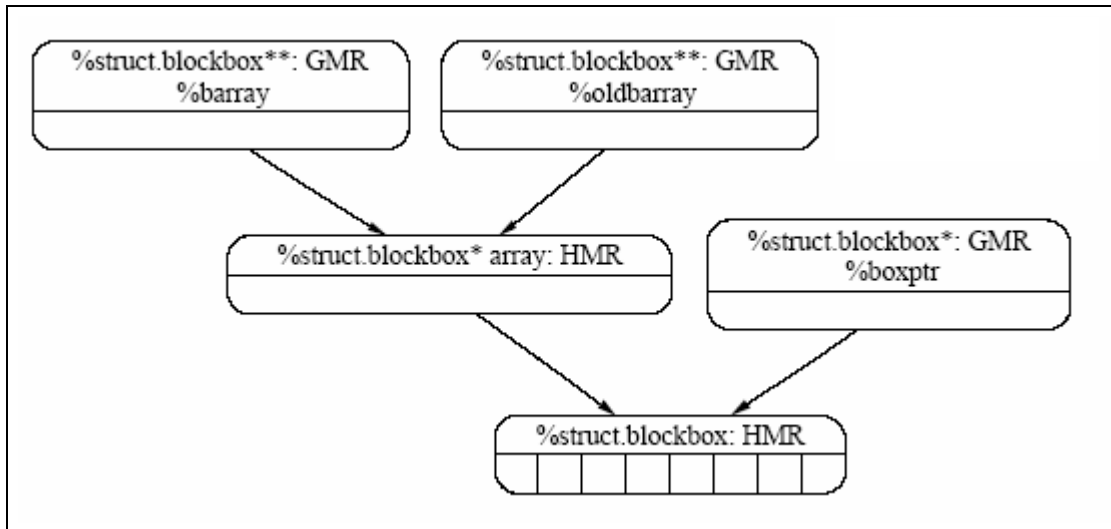 %struct.blockbox**: GMR
%barray
%struct.blockbox**: GMR
%oldbarray
%struct.blockbox* array: HMR
%struct.blockbox*: GMR
%boxptr
%struct.blockbox: HMR